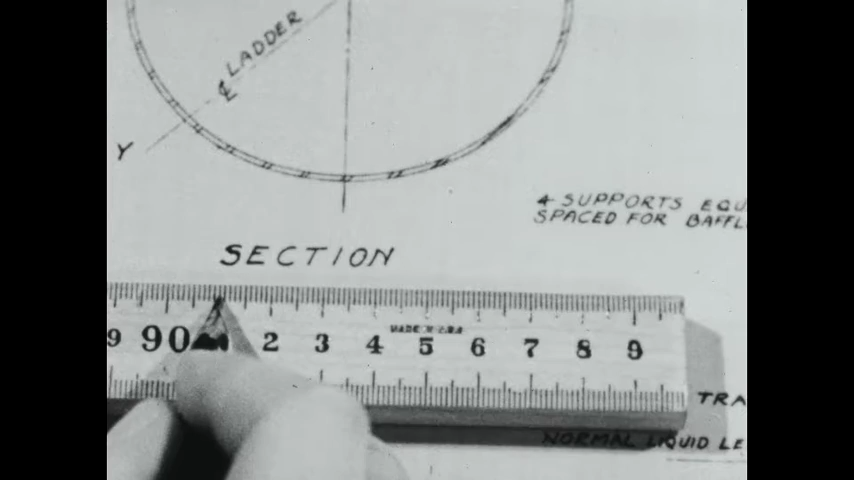 ℄ LADDER
Y
4 SUPPORTS EQU
SPACED FOR BAFFL
SECTION
MADE IN U.S.A.
9 90 2 3 4 5 6 7 8 9
TRA
NORMAL LIQUID LE